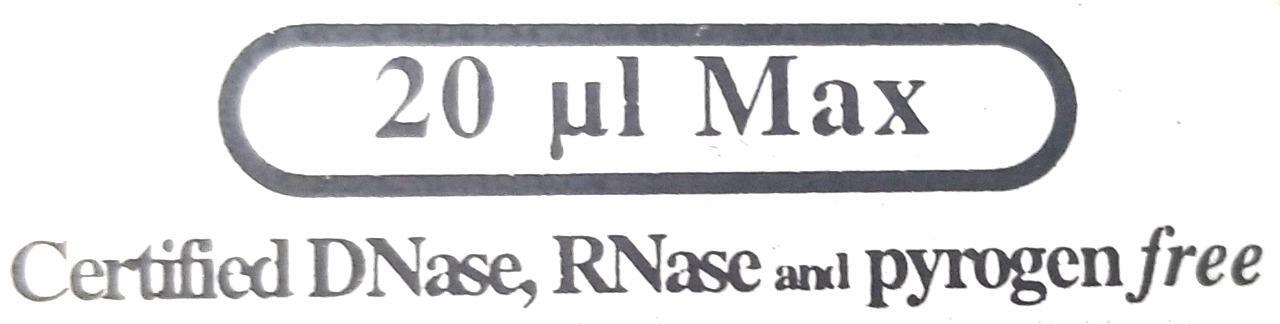 20 µl Max
Certified DNase, RNase and pyrogen free